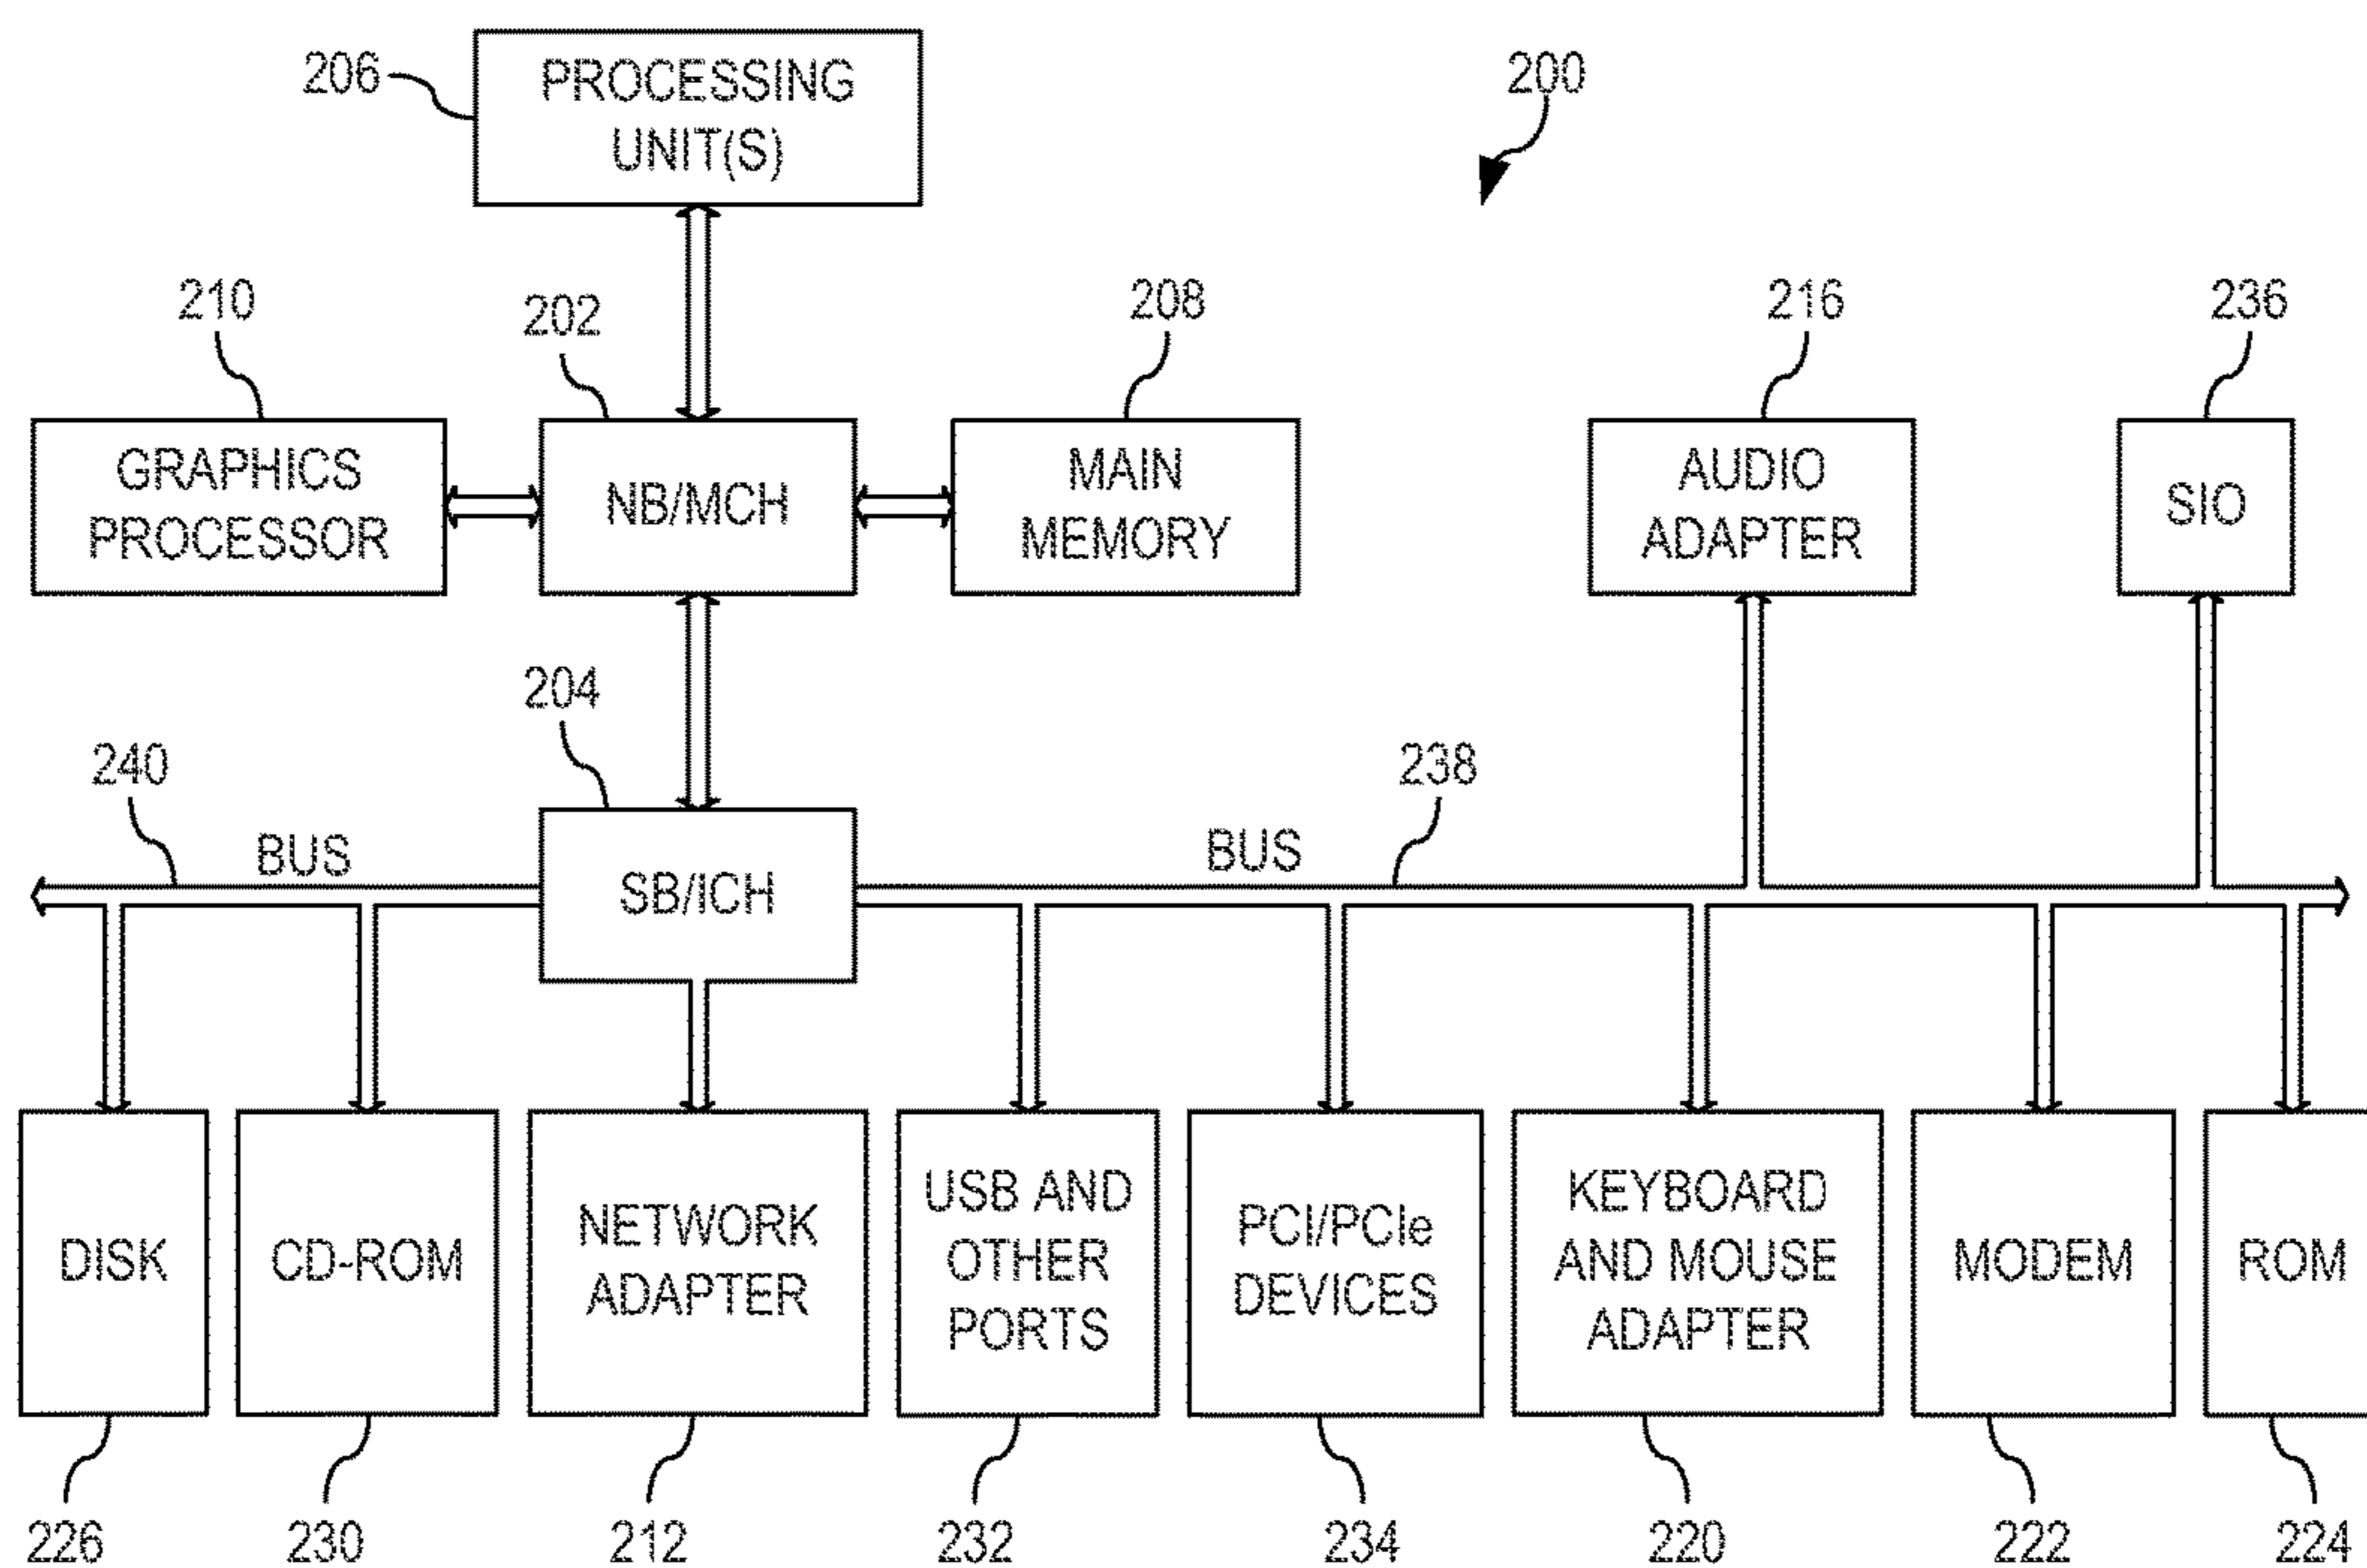 206
PROCESSING
UNIT(S)
200
210
202
208
216
236
GRAPHICS
PROCESSOR
NB/MCH
MAIN
MEMORY
AUDIO
ADAPTER
SIO
204
240
238
BUS
BUS
SB/ICH
DISK
CD-ROM
NETWORK
ADAPTER
USB AND
OTHER
PORTS
PCI/PCIe
DEVICES
KEYBOARD
AND MOUSE
ADAPTER
MODEM
ROM
226
230
212
232
234
220
222
224